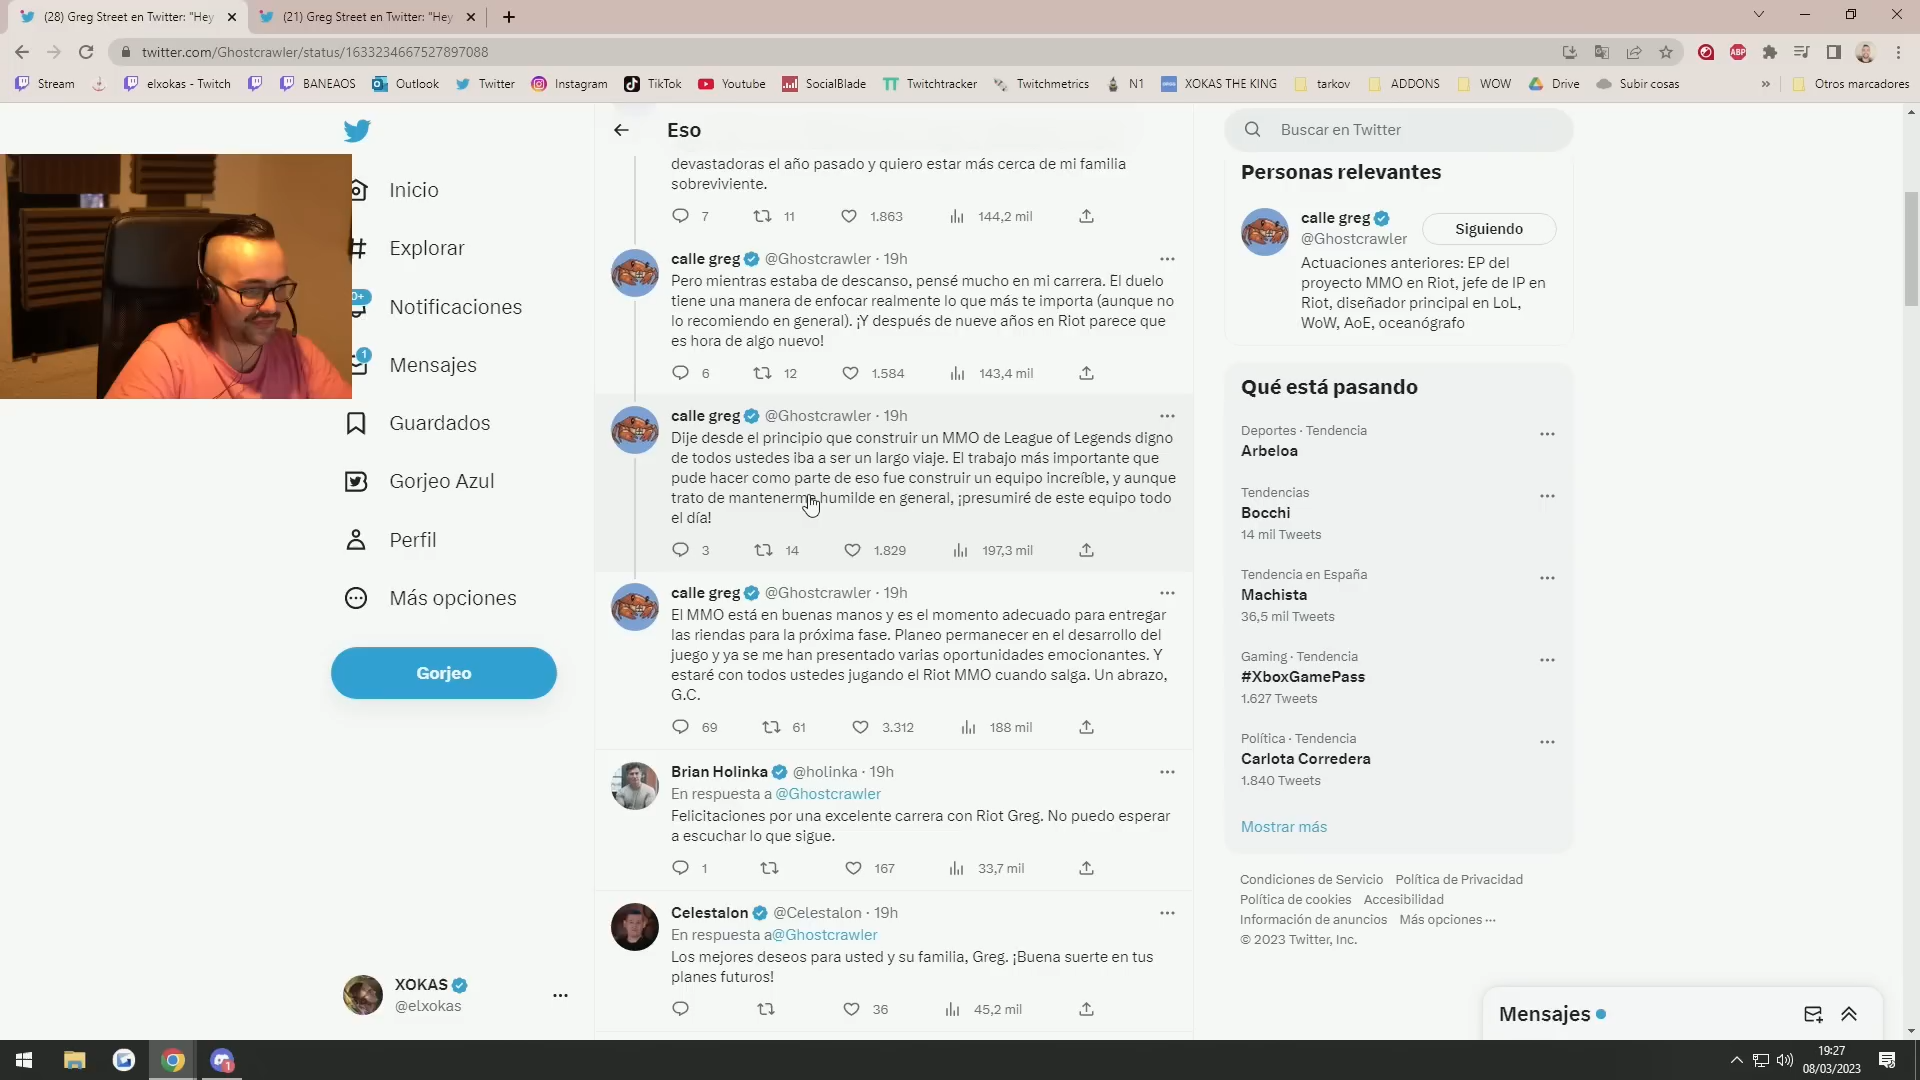 (28) Greg Street en Twitter: "Hey
(21) Greg Street en Twitter: "Hey
twitter.com/Ghostcrawler/status/1633234667527897088
ABP
Stream
elxokas - Twitch
BANEAOS
Outlook
Twitter
Instagram
TikTok
Youtube
SocialBlade
Twitchtracker
Twitchmetrics
N1
XOKAS THE KING
tarkov
ADDONS
WOW
Drive
Subir cosas
»
Otros marcadores
Inicio
Explorar
Notificaciones
Mensajes
1
Guardados
Gorjeo Azul
Perfil
Más opciones
Gorjeo
XOKAS
@elxokas
Eso
devastadoras el año pasado y quiero estar más cerca de mi familia
sobreviviente.
7 11 1.863 144,2 mil
calle greg @Ghostcrawler · 19h
Pero mientras estaba de descanso, pensé mucho en mi carrera. El duelo
tiene una manera de enfocar realmente lo que más te importa (aunque no
lo recomiendo en general). ¡Y después de nueve años en Riot parece que
es hora de algo nuevo!
6 12 1.584 143,4 mil
calle greg @Ghostcrawler · 19h
Dije desde el principio que construir un MMO de League of Legends digno
de todos ustedes iba a ser un largo viaje. El trabajo más importante que
pude hacer como parte de eso fue construir un equipo increíble, y aunque
trato de mantenerme humilde en general, ¡presumiré de este equipo todo
el día!
3 14 1.829 197,3 mil
calle greg @Ghostcrawler · 19h
El MMO está en buenas manos y es el momento adecuado para entregar
las riendas para la próxima fase. Planeo permanecer en el desarrollo del
juego y ya se me han presentado varias oportunidades emocionantes. Y
estaré con todos ustedes jugando el Riot MMO cuando salga. Un abrazo,
G.C.
69 61 3.312 188 mil
Brian Holinka @holinka · 19h
En respuesta a @Ghostcrawler
Felicitaciones por una excelente carrera con Riot Greg. No puedo esperar
a escuchar lo que sigue.
1 167 33,7 mil
Celestalon @Celestalon · 19h
En respuesta a@Ghostcrawler
Los mejores deseos para usted y su familia, Greg. ¡Buena suerte en tus
planes futuros!
36 45,2 mil
Buscar en Twitter
Personas relevantes
calle greg
@Ghostcrawler
Siguiendo
Actuaciones anteriores: EP del
proyecto MMO en Riot, jefe de IP en
Riot, diseñador principal en LoL,
WoW, AoE, oceanógrafo
Qué está pasando
Deportes · Tendencia
Arbeloa
Tendencias
Bocchi
14 mil Tweets
Tendencia en España
Machista
36,5 mil Tweets
Gaming · Tendencia
#XboxGamePass
1.627 Tweets
Política · Tendencia
Carlota Corredera
1.840 Tweets
Mostrar más
Condiciones de Servicio Política de Privacidad
Política de cookies Accesibilidad
Información de anuncios Más opciones ···
© 2023 Twitter, Inc.
Mensajes
1
19:27
08/03/2023